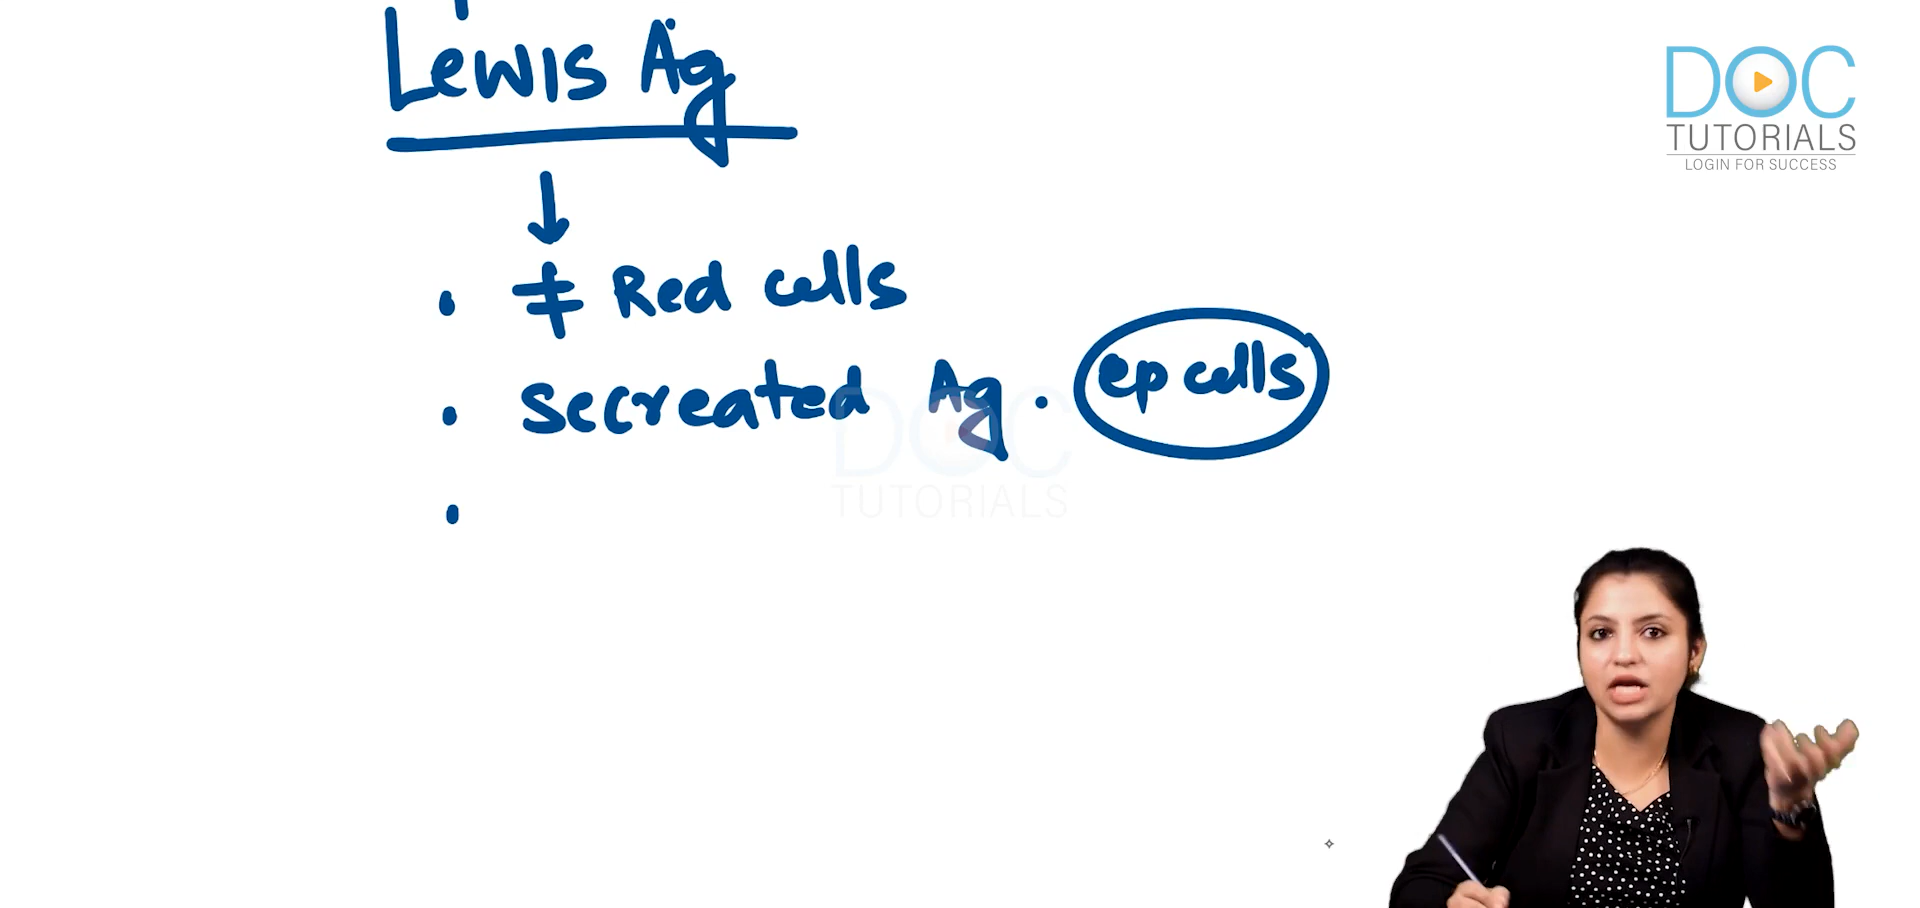 Lewis Ag
↓
• ≠ Red cells
• Secreated Ag. ep cells
•
DOC
TUTORIALS
LOGIN FOR SUCCESS
DOC
TUTORIALS